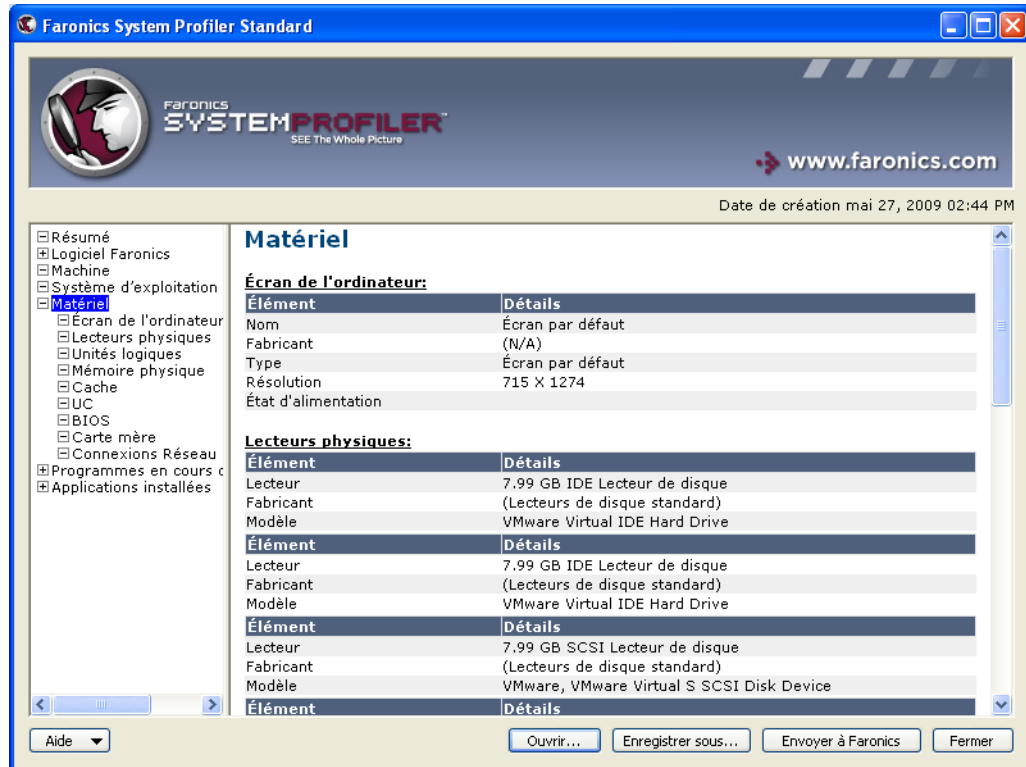 Faronics System Profiler Standard
Faronics
SYSTEMPROFILER™
SEE The Whole Picture
www.faronics.com
Date de création mai 27, 2009 02:44 PM
Résumé
Logiciel Faronics
Machine
Système d'exploitation
Matériel
Écran de l'ordinateur
Lecteurs physiques
Unités logiques
Mémoire physique
Cache
UC
BIOS
Carte mère
Connexions Réseau
Programmes en cours
Applications installées
Matériel
Écran de l'ordinateur:
Élément Détails
Nom Écran par défaut
Fabricant (N/A)
Type Écran par défaut
Résolution 715 X 1274
État d'alimentation
Lecteurs physiques:
Élément Détails
Lecteur 7.99 GB IDE Lecteur de disque
Fabricant (Lecteurs de disque standard)
Modèle VMware Virtual IDE Hard Drive
Élément Détails
Lecteur 7.99 GB IDE Lecteur de disque
Fabricant (Lecteurs de disque standard)
Modèle VMware Virtual IDE Hard Drive
Élément Détails
Lecteur 7.99 GB SCSI Lecteur de disque
Fabricant (Lecteurs de disque standard)
Modèle VMware, VMware Virtual S SCSI Disk Device
Élément Détails
Aide
Ouvrir...
Enregistrer sous...
Envoyer à Faronics
Fermer